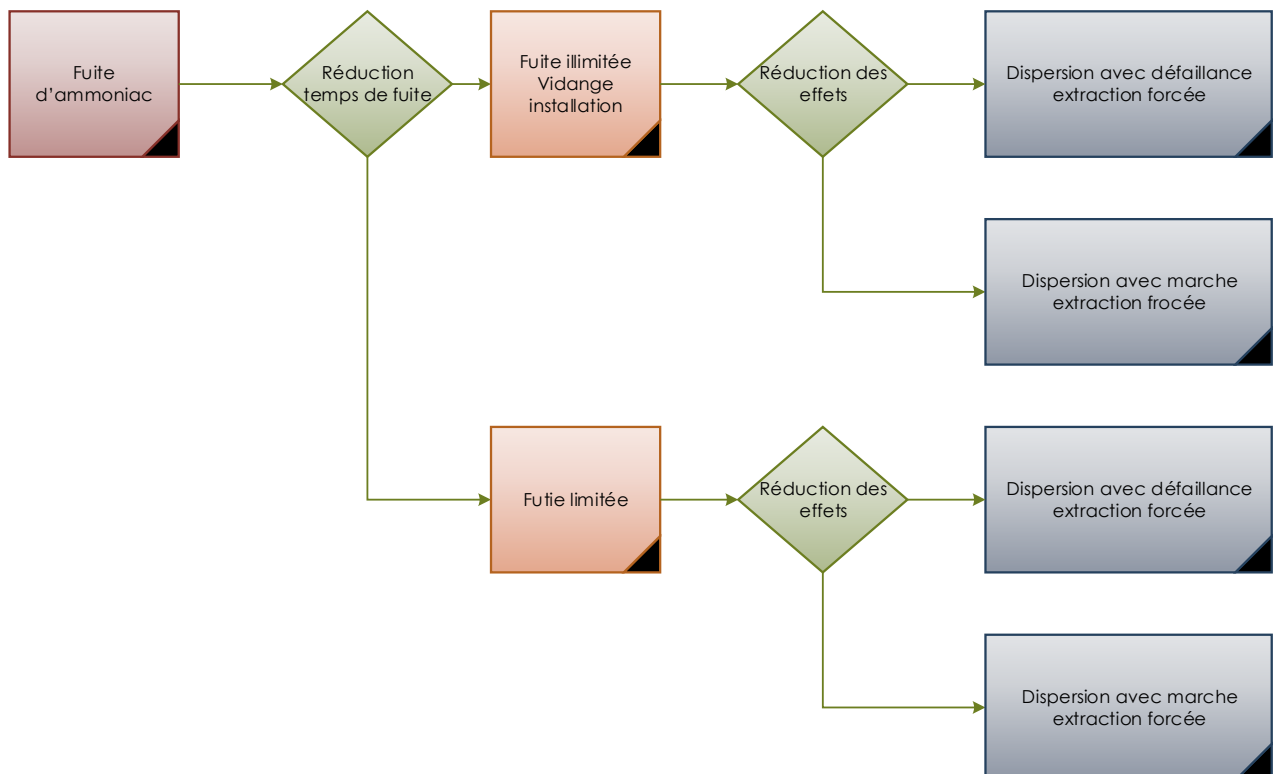 Fuite
d’ammoniac
Réduction
temps de fuite
Fuite illimitée
Vidange
installation
Réduction des
effets
Dispersion avec défaillance
extraction forcée
Dispersion avec marche
extraction frocée
Futie limitée
Réduction des
effets
Dispersion avec défaillance
extraction forcée
Dispersion avec marche
extraction forcée